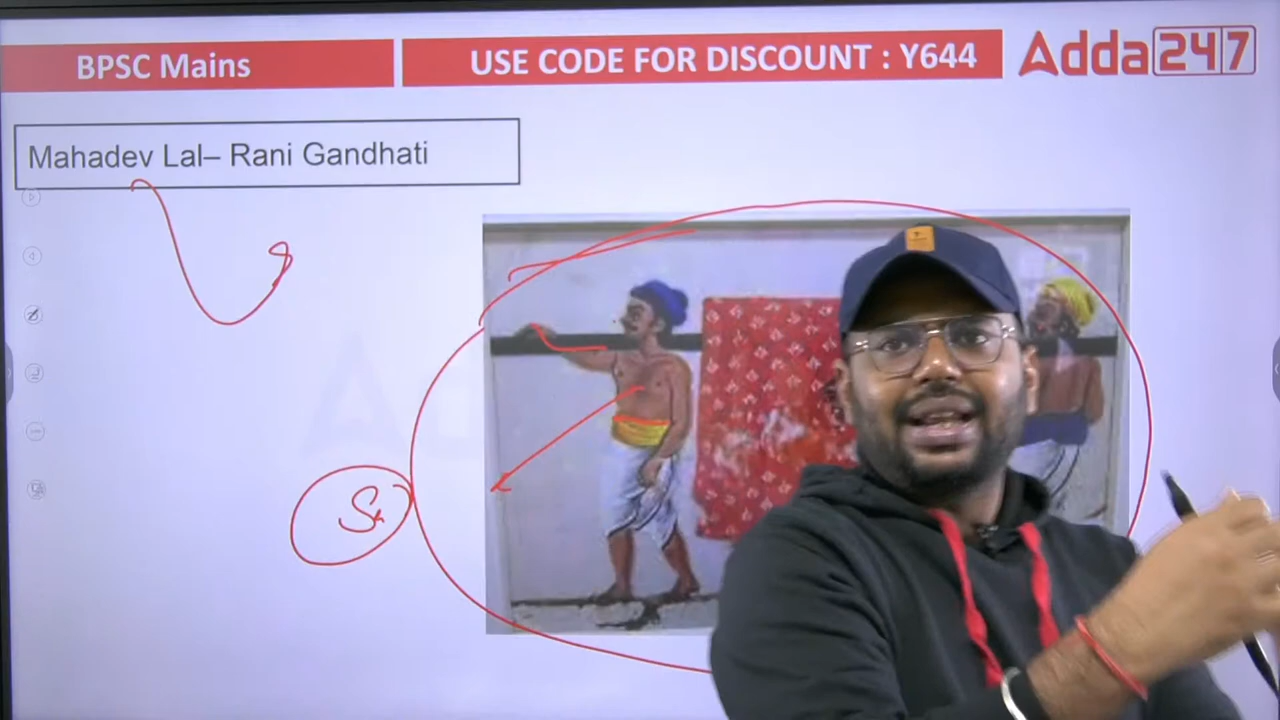 BPSC Mains
USE CODE FOR DISCOUNT : Y644
Adda247
Mahadev Lal– Rani Gandhati